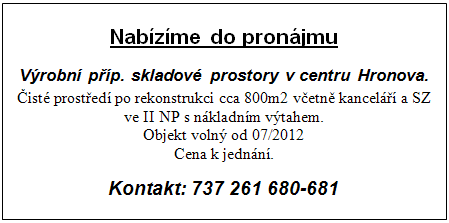 Nabízíme do pronájmu
Výrobní příp. skladové prostory v centru Hronova.
Čisté prostředí po rekonstrukci cca 800m2 včetně kanceláří a SZ
ve II NP s nákladním výtahem.
Objekt volný od 07/2012
Cena k jednání.
Kontakt: 737 261 680-681